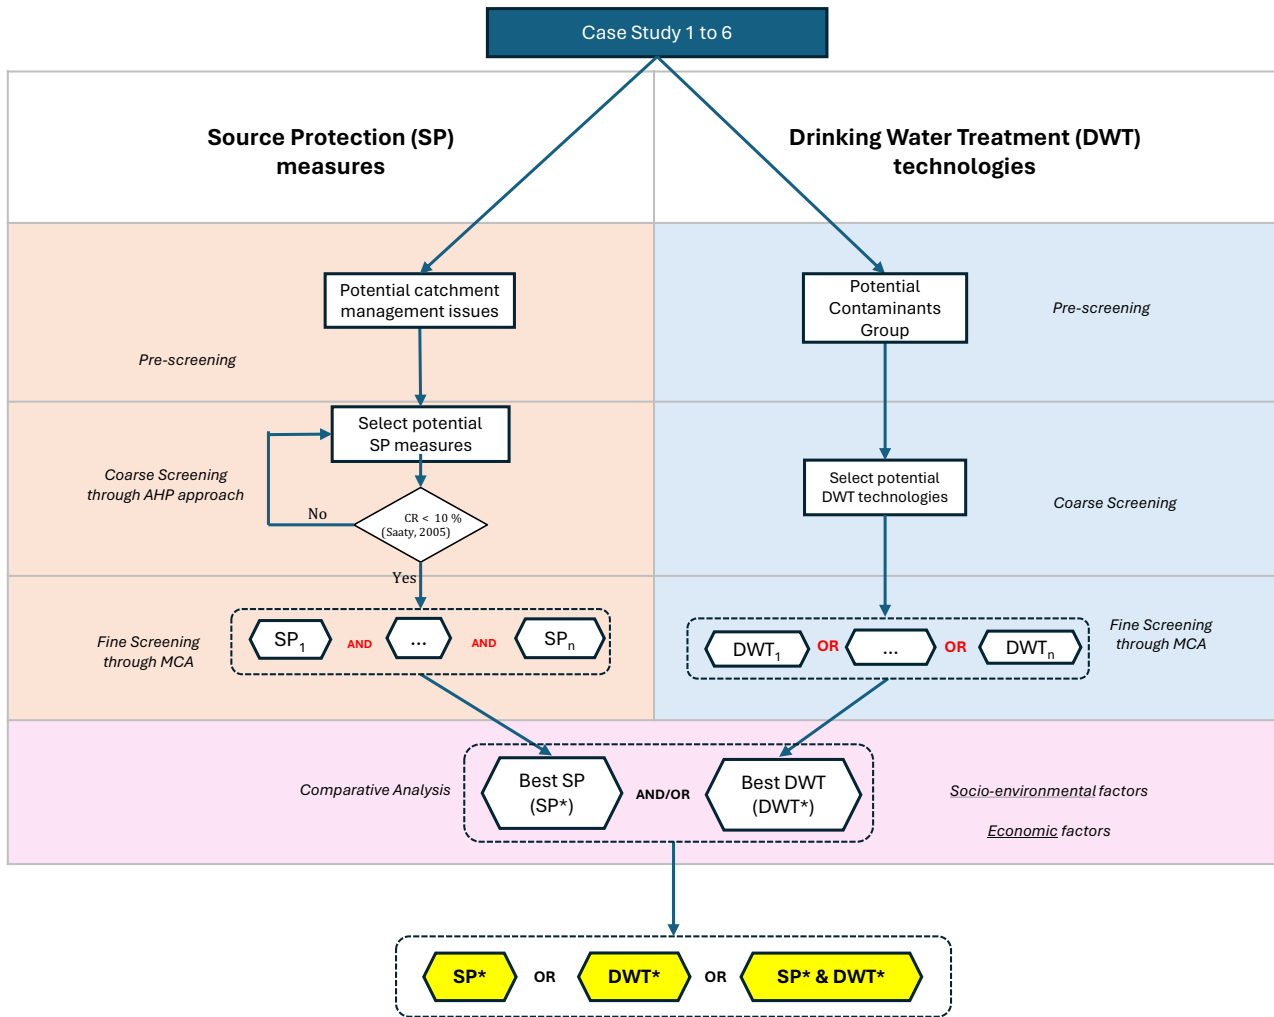 Case Study 1 to 6
Source Protection (SP)
measures
Drinking Water Treatment (DWT)
technologies
Potential catchment
management issues
Pre-screening
Potential
Contaminants
Group
Pre-screening
Select potential
SP measures
Coarse Screening
through AHP approach
No
CR < 10 %
(Saaty, 2005)
Yes
Select potential
DWT technologies
Coarse Screening
Fine Screening
through MCA
SP1 AND ... AND SPn
DWT1 OR ... OR DWTn
Fine Screening
through MCA
Comparative Analysis
Best SP
(SP*)
AND/OR
Best DWT
(DWT*)
Socio-environmental factors
Economic factors
SP* OR DWT* OR SP* & DWT*